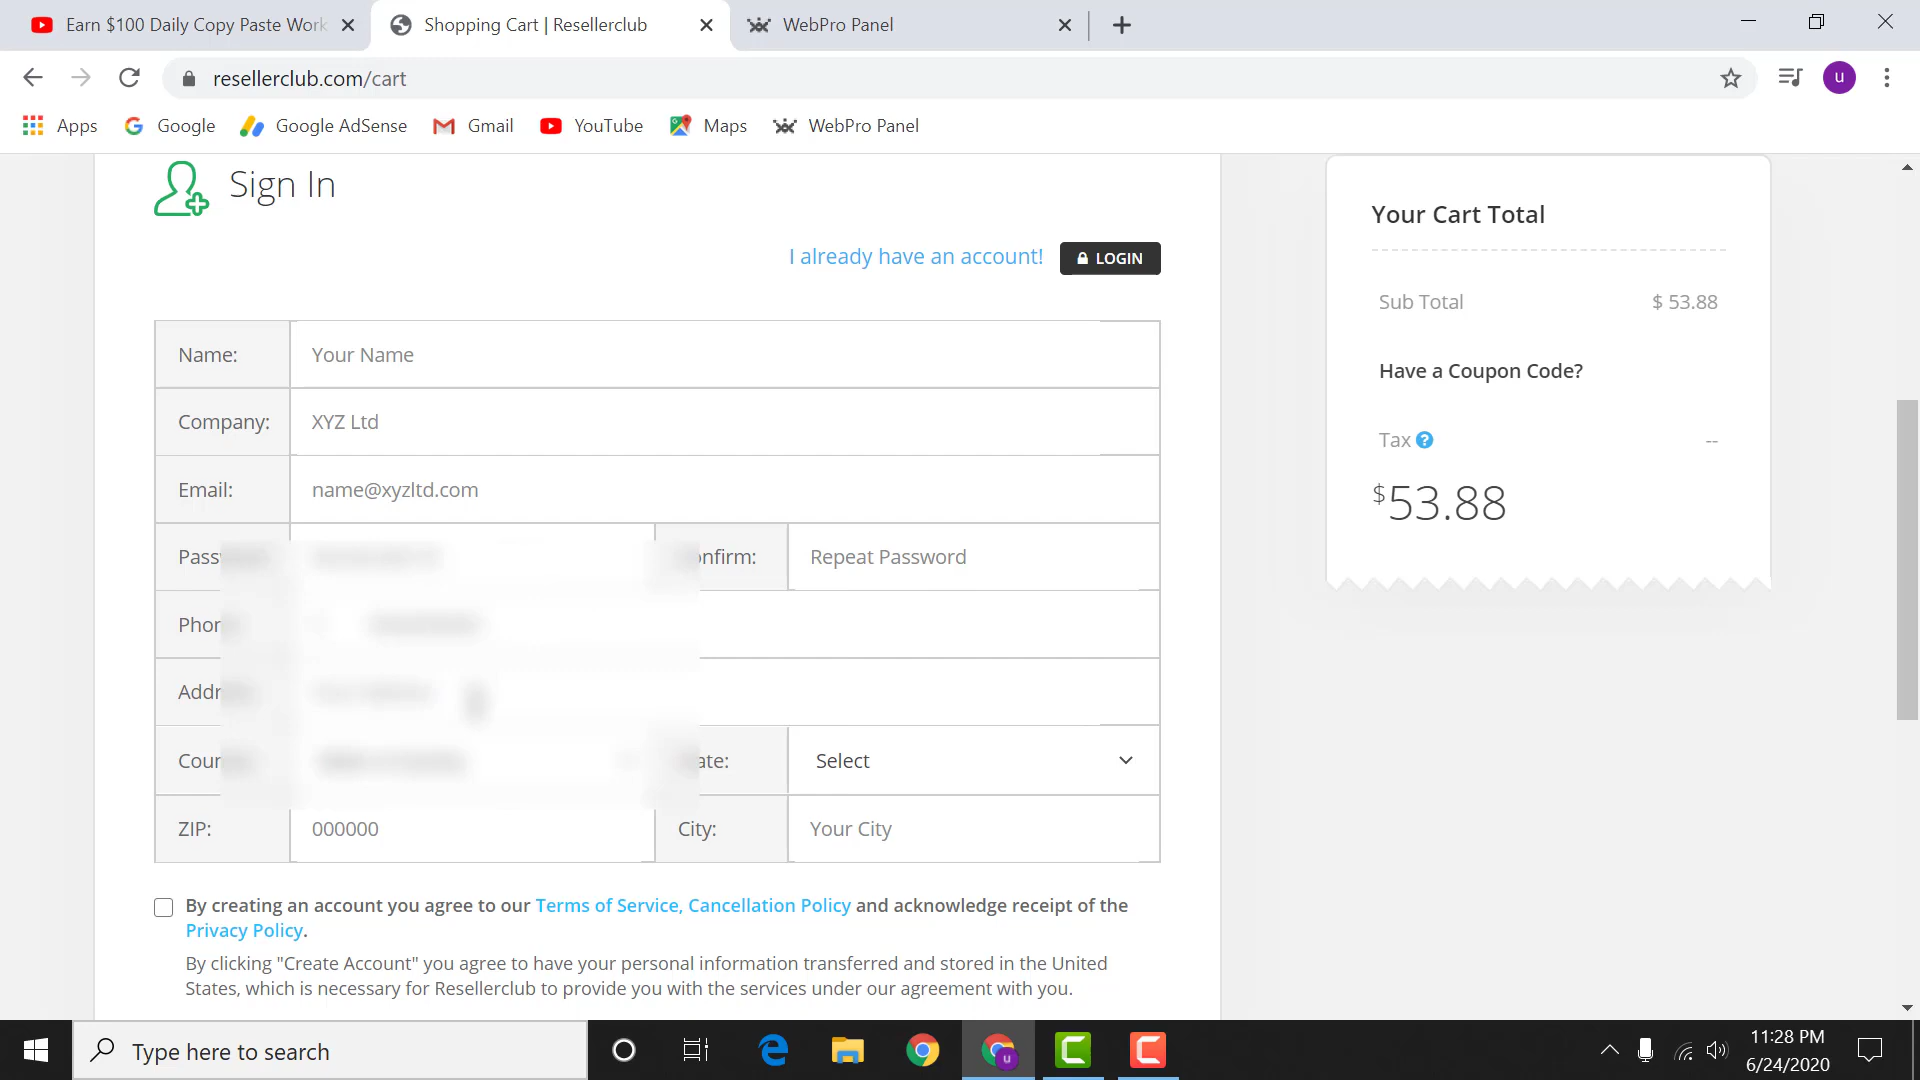 Earn $100 Daily Copy Paste Work
Shopping Cart | Resellerclub
WebPro Panel
resellerclub.com/cart
u
Apps
Google
Google AdSense
Gmail
YouTube
Maps
WebPro Panel
Sign In
I already have an account!
LOGIN
Name:
Your Name
Company:
XYZ Ltd
Email:
name@xyzltd.com
Repeat Password
Select
ZIP:
000000
City:
Your City
By creating an account you agree to our Terms of Service, Cancellation Policy and acknowledge receipt of the
Privacy Policy.
By clicking "Create Account" you agree to have your personal information transferred and stored in the United
States, which is necessary for Resellerclub to provide you with the services under our agreement with you.
Your Cart Total
Sub Total
$ 53.88
Have a Coupon Code?
Tax ?
--
$53.88
Type here to search
u
11:28 PM
6/24/2020